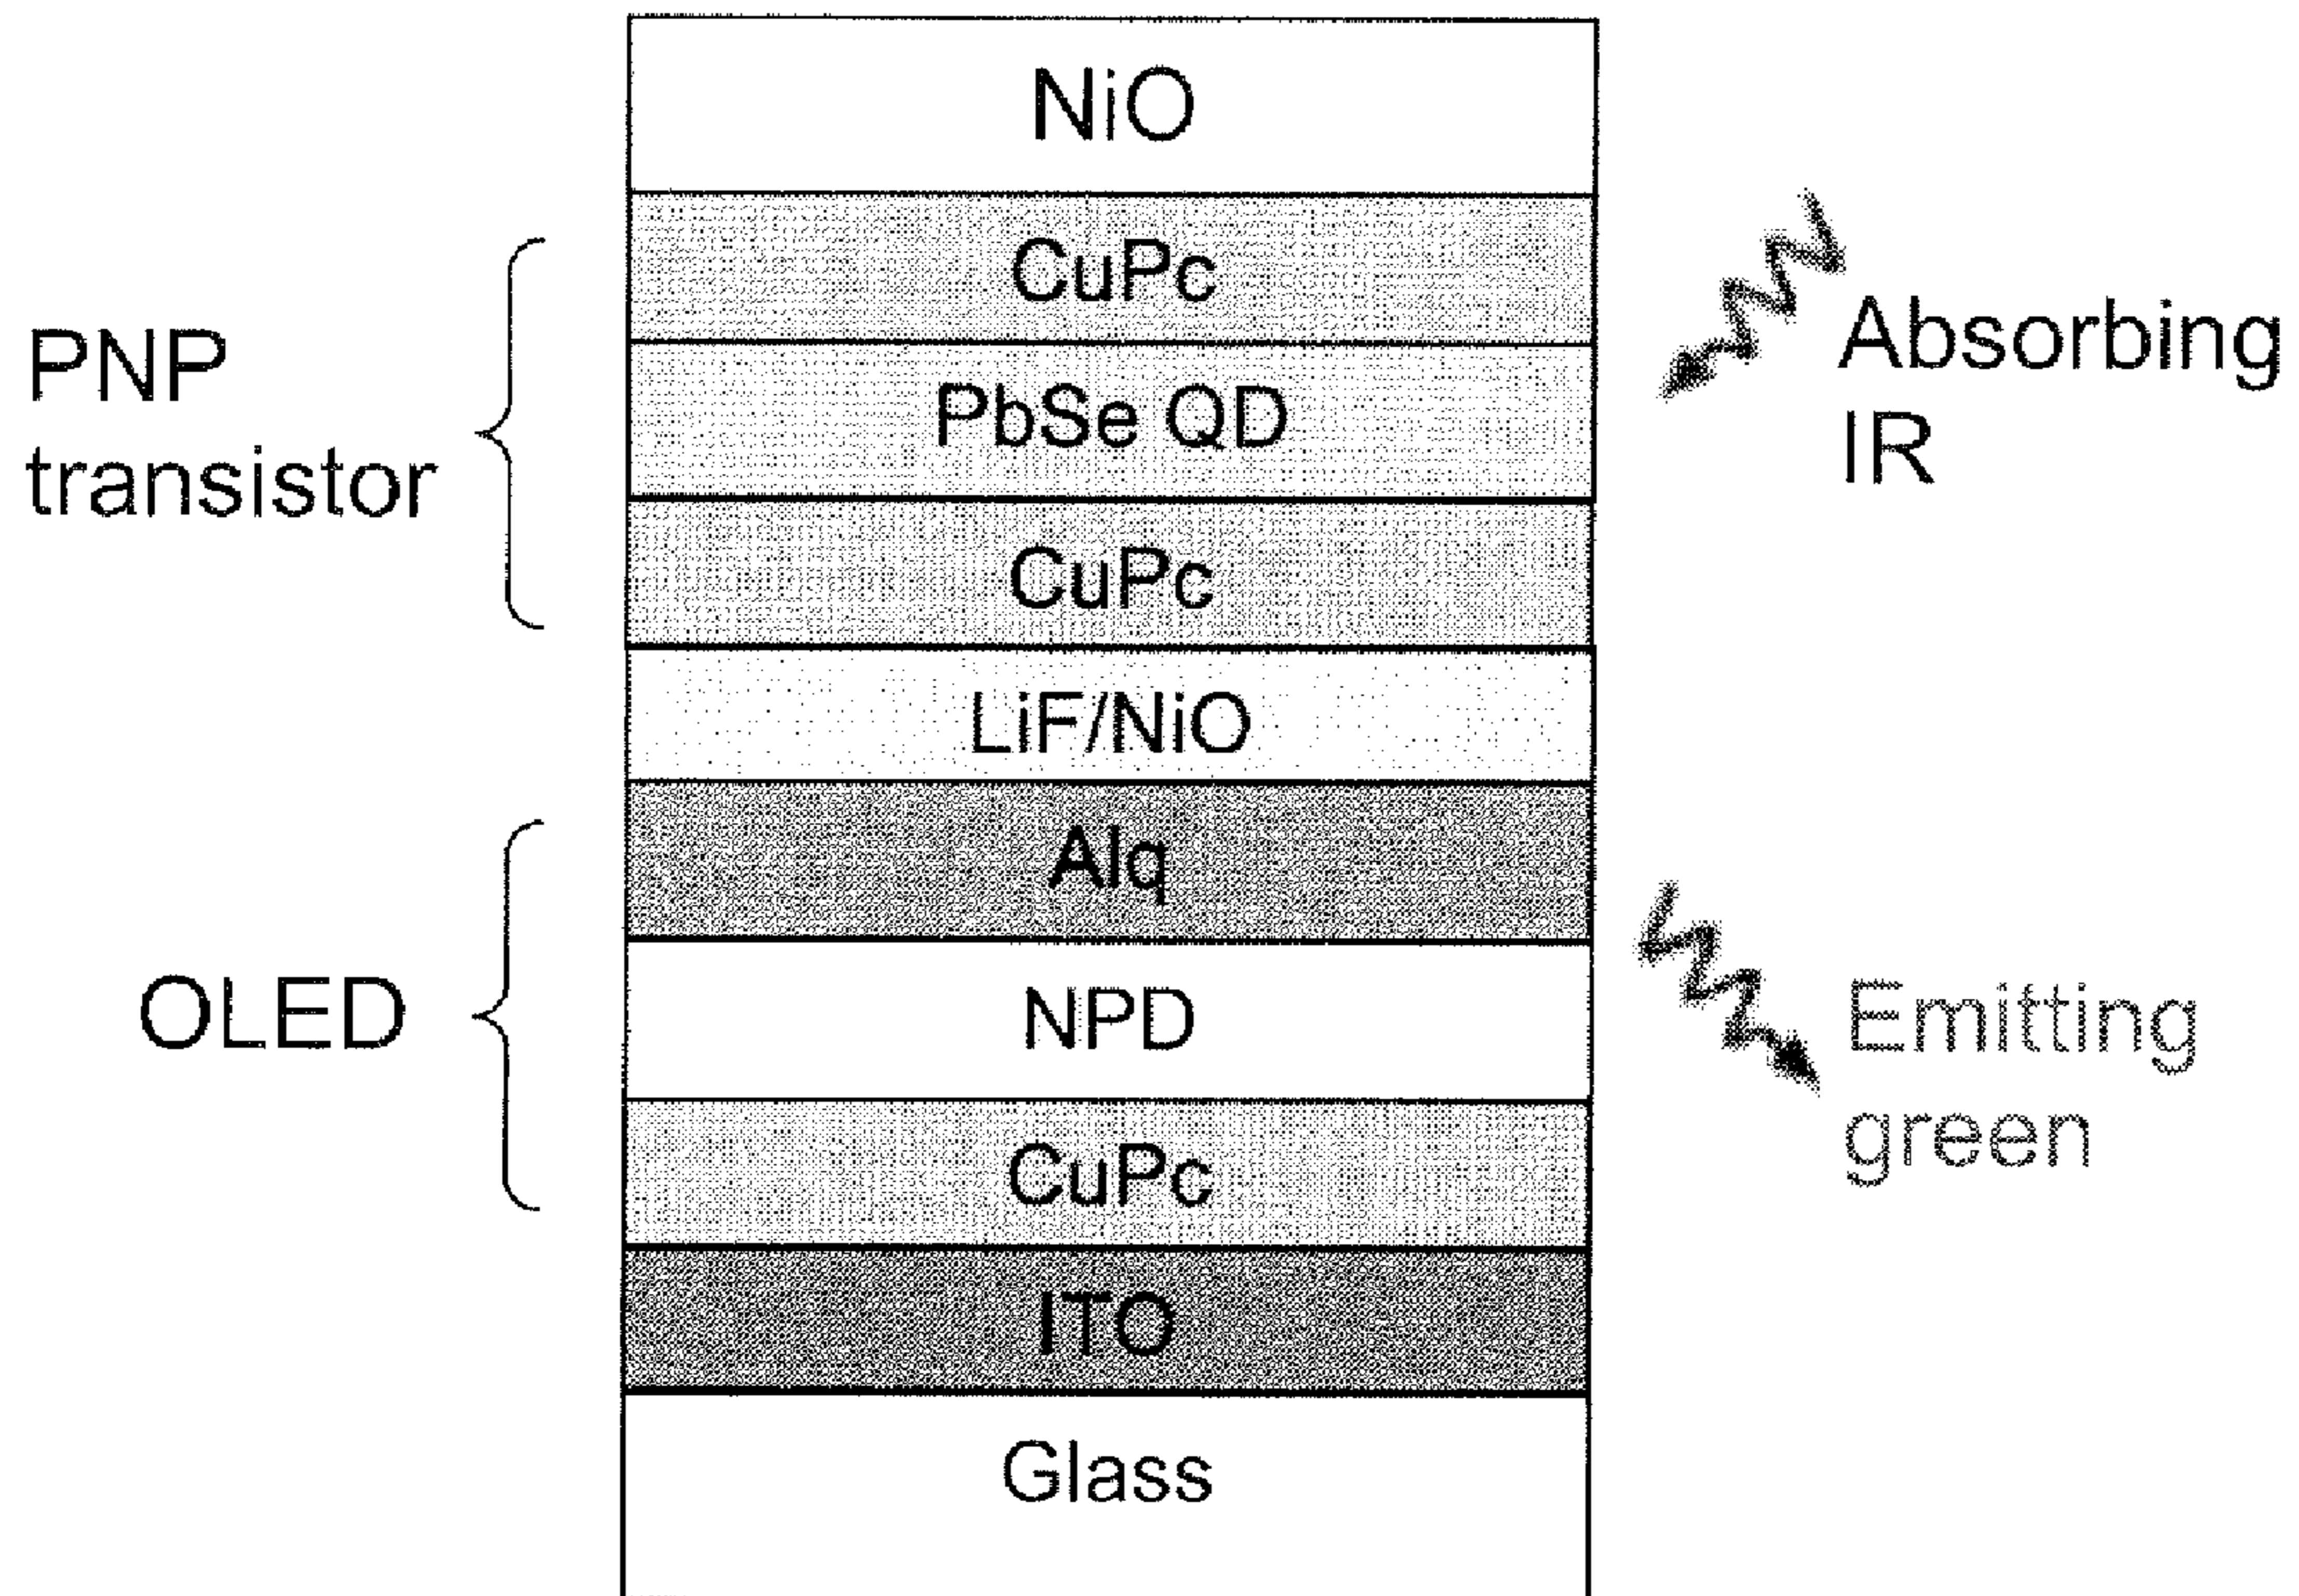 NiO
CuPc
PbSe QD
CuPc
LiF/NiO
Alq
NPD
CuPc
ITO
Glass
PNP
transistor
OLED
Absorbing
IR
Emitting
green